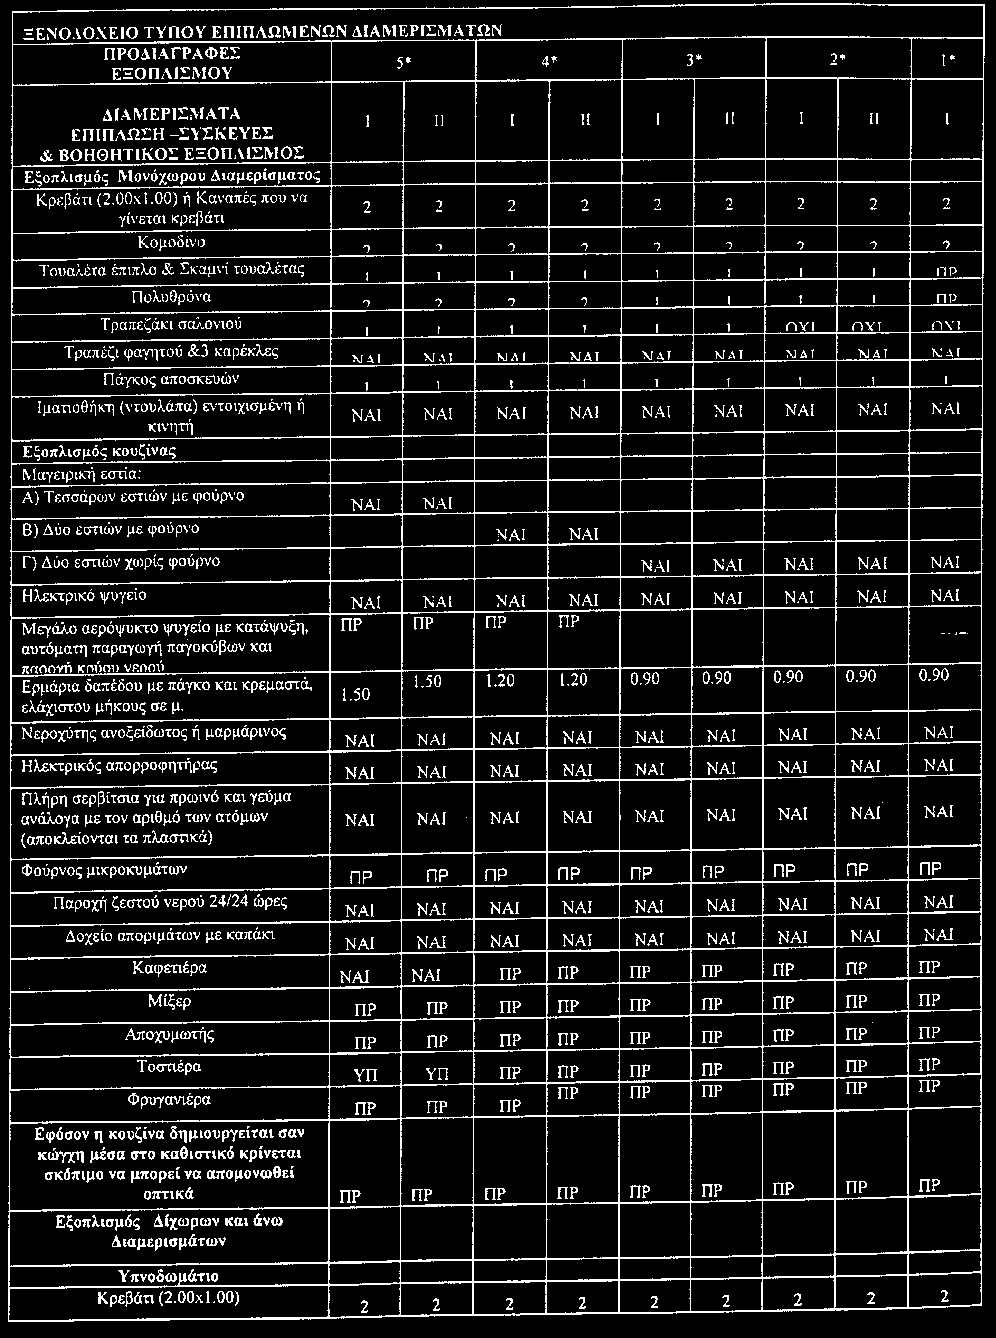 ΞΕΝΟΔΟΧΕΙΟ ΤΥΠΟΥ ΕΠΙΠΛΩΜΕΝΩΝ ΔΙΑΜΕΡΙΣΜΑΤΩΝ
ΠΡΟΔΙΑΓΡΑΦΕΣ
ΕΞΟΠΛΙΣΜΟΥ 5* 4* 3* 2* 1*
ΔΙΑΜΕΡΙΣΜΑΤΑ
ΕΠΙΠΛΩΣΗ –ΣΥΣΚΕΥΕΣ
& ΒΟΗΘΗΤΙΚΟΣ ΕΞΟΠΛΙΣΜΟΣ I II I II I II I II I
Εξοπλισμός Μονόχωρου Διαμερίσματος
Κρεβάτι (2.00x1.00) ή Καναπές που να
γίνεται κρεβάτι 2 2 2 2 2 2 2 2 2
Κομοδίνο 2 2 2 2 2 2 2 2 2
Τουαλέτα έπιπλο & Σκαμνί τουαλέτας 1 1 1 1 1 1 1 1 ΠΡ
Πολυθρόνα 2 2 2 2 1 1 1 1 ΠΡ
Τραπεζάκι σαλονιού 1 1 1 1 1 1 ΟΧΙ ΟΧΙ ΟΧΙ
Τραπέζι φαγητού &3 καρέκλες ΝΑΙ ΝΑΙ ΝΑΙ ΝΑΙ ΝΑΙ ΝΑΙ ΝΑΙ ΝΑΙ ΝΑΙ
Πάγκος αποσκευών 1 1 1 1 1 1 1 1 1
Ιματιοθήκη (ντουλάπα) εντοιχισμένη ή
κινητή ΝΑΙ ΝΑΙ ΝΑΙ ΝΑΙ ΝΑΙ ΝΑΙ ΝΑΙ ΝΑΙ ΝΑΙ
Εξοπλισμός κουζίνας
Μαγειρική εστία:
Α) Τεσσάρων εστιών με φούρνο ΝΑΙ ΝΑΙ
Β) Δύο εστιών με φούρνο ΝΑΙ ΝΑΙ
Γ) Δύο εστιών χωρίς φούρνο ΝΑΙ ΝΑΙ ΝΑΙ ΝΑΙ ΝΑΙ
Ηλεκτρικό ψυγείο ΝΑΙ ΝΑΙ ΝΑΙ ΝΑΙ ΝΑΙ ΝΑΙ ΝΑΙ ΝΑΙ ΝΑΙ
Μεγάλο αερόψυκτο ψυγείο με κατάψυξη, ΠΡ ΠΡ ΠΡ ΠΡ
αυτόματη παραγωγή παγοκύβων και
παροχή κρύου νερού
Ερμάρια δαπέδου με πάγκο και κρεμαστά,
ελάχιστου μήκους σε μ. 1.50 1.50 1.20 1.20 0.90 0.90 0.90 0.90 0.90
Νεροχύτης ανοξείδωτος ή μαρμάρινος ΝΑΙ ΝΑΙ ΝΑΙ ΝΑΙ ΝΑΙ ΝΑΙ ΝΑΙ ΝΑΙ ΝΑΙ
Ηλεκτρικός απορροφητήρας ΝΑΙ ΝΑΙ ΝΑΙ ΝΑΙ ΝΑΙ ΝΑΙ ΝΑΙ ΝΑΙ ΝΑΙ
Πλήρη σερβίτσια για πρωινό και γεύμα
ανάλογα με τον αριθμό των ατόμων ΝΑΙ ΝΑΙ ΝΑΙ ΝΑΙ ΝΑΙ ΝΑΙ ΝΑΙ ΝΑΙ ΝΑΙ
(αποκλείονται τα πλαστικά)
Φούρνος μικροκυμάτων ΠΡ ΠΡ ΠΡ ΠΡ ΠΡ ΠΡ ΠΡ ΠΡ ΠΡ
Παροχή ζεστού νερού 24/24 ώρες ΝΑΙ ΝΑΙ ΝΑΙ ΝΑΙ ΝΑΙ ΝΑΙ ΝΑΙ ΝΑΙ ΝΑΙ
Δοχείο αποριμάτων με καπάκι ΝΑΙ ΝΑΙ ΝΑΙ ΝΑΙ ΝΑΙ ΝΑΙ ΝΑΙ ΝΑΙ ΝΑΙ
Καφετιέρα ΝΑΙ ΝΑΙ ΠΡ ΠΡ ΠΡ ΠΡ ΠΡ ΠΡ ΠΡ
Μίξερ ΠΡ ΠΡ ΠΡ ΠΡ ΠΡ ΠΡ ΠΡ ΠΡ ΠΡ
Αποχυμωτής ΠΡ ΠΡ ΠΡ ΠΡ ΠΡ ΠΡ ΠΡ ΠΡ ΠΡ
Τοστιέρα ΥΠ ΥΠ ΠΡ ΠΡ ΠΡ ΠΡ ΠΡ ΠΡ ΠΡ
Φρυγανιέρα ΠΡ ΠΡ ΠΡ ΠΡ ΠΡ ΠΡ ΠΡ ΠΡ ΠΡ
Εφόσον η κουζίνα δημιουργείται σαν
κώγχη μέσα στο καθιστικό κρίνεται
σκόπιμο να μπορεί να απομονωθεί
οπτικά ΠΡ ΠΡ ΠΡ ΠΡ ΠΡ ΠΡ ΠΡ ΠΡ ΠΡ
Εξοπλισμός Δίχωρων και άνω
Διαμερισμάτων
Υπνοδωμάτιο
Κρεβάτι (2.00x1.00) 2 2 2 2 2 2 2 2 2